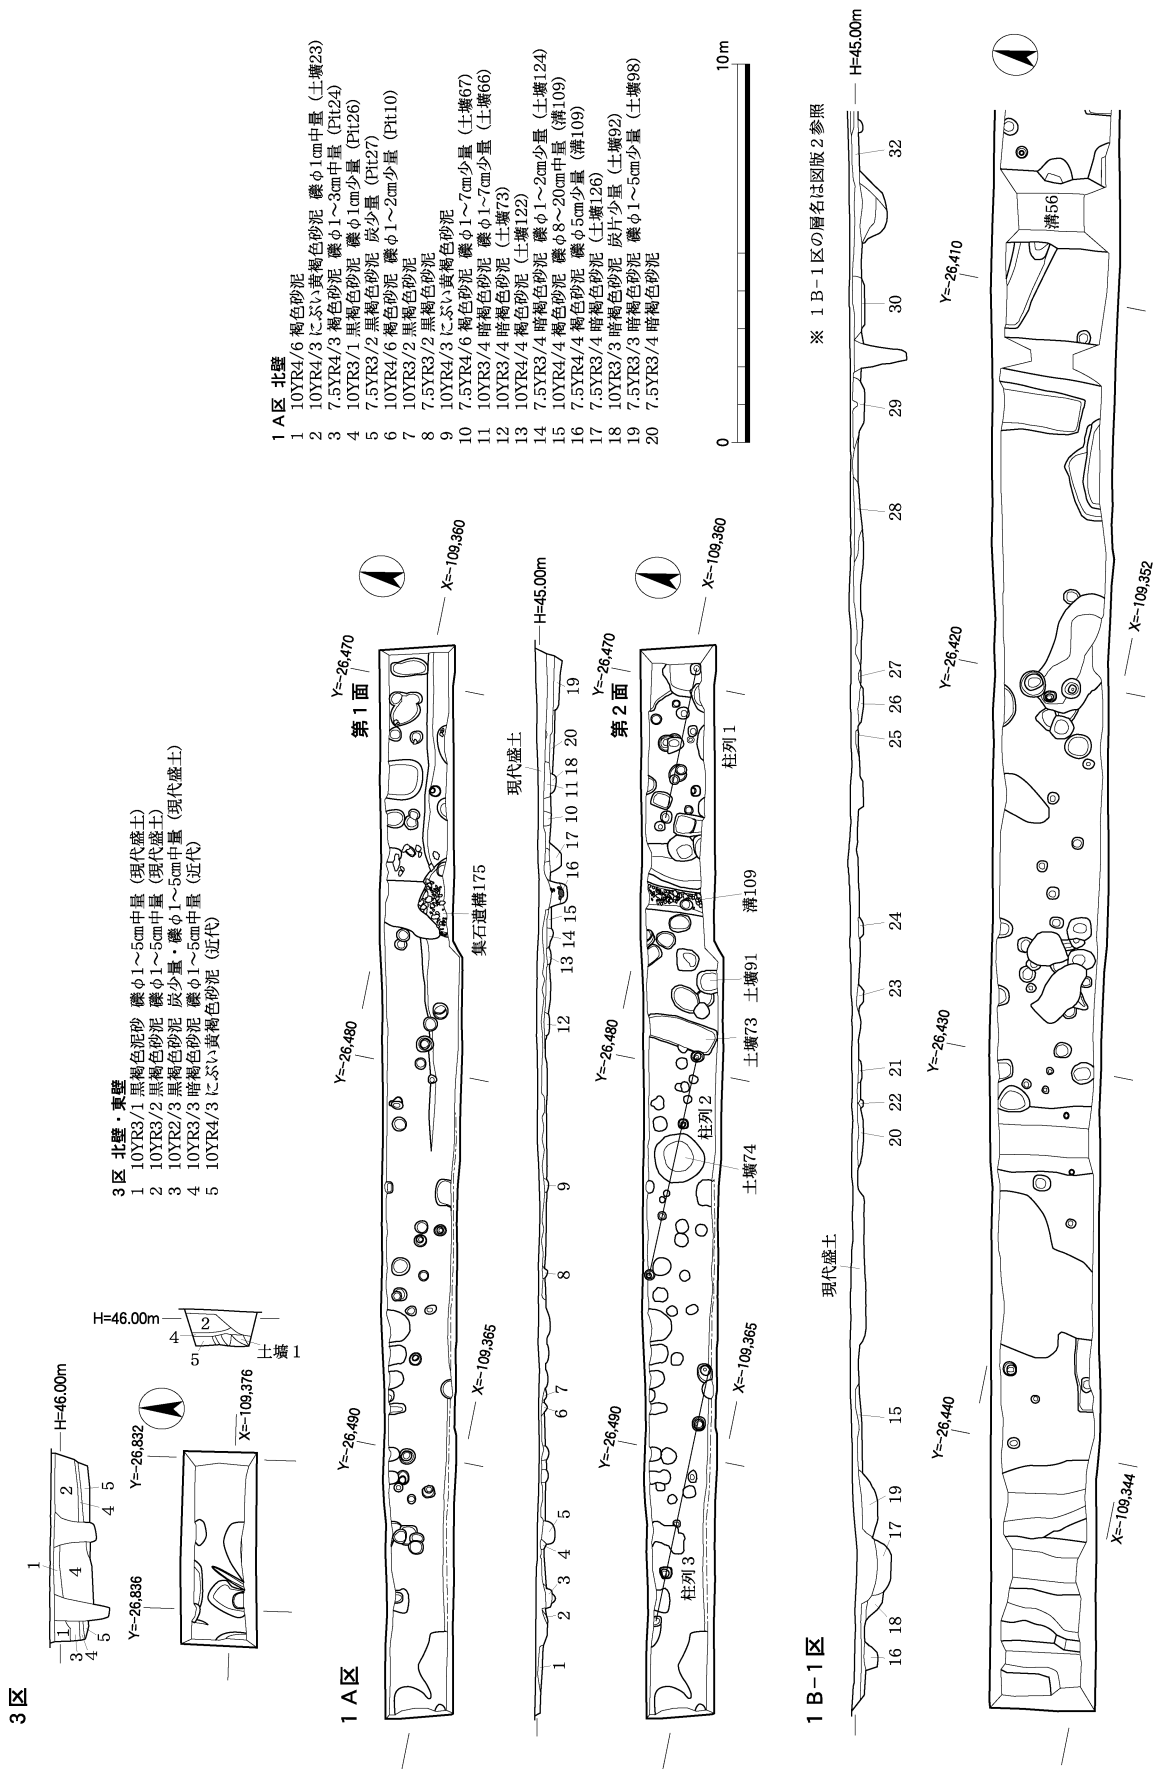 3区
3区 北壁・東壁
1 10YR3/1 黒褐色泥砂 礫φ1～5cm中量（現代盛土）
2 10YR3/2 黒褐色砂泥 礫φ1～5cm中量（現代盛土）
3 10YR2/3 黒褐色砂泥 炭少量・礫φ1～5cm中量（現代盛土）
4 10YR3/3 暗褐色砂泥 礫φ1～5cm中量（近代）
5 10YR4/3 にぶい黄褐色砂泥（近代）
H=46.00m
1
2
4
5
4
1
3
4
5
H=46.00m
2
4
5
土壙1
Y=-26,836
Y=-26,832
X=-109,376
1A区 北壁
1 10YR4/6 褐色砂泥
2 10YR4/3 にぶい黄褐色砂泥 礫φ1cm中量（土壙23）
3 7.5YR4/3 褐色砂泥 礫φ1～3cm中量（Pit24）
4 10YR3/1 黒褐色砂泥 礫φ1cm少量（Pit26）
5 7.5YR3/2 黒褐色砂泥 炭少量（Pit27）
6 10YR4/6 褐色砂泥 礫φ1～2cm少量（Pit10）
7 10YR3/2 黒褐色砂泥
8 7.5YR3/2 黒褐色砂泥
9 10YR4/3 にぶい黄褐色砂泥
10 7.5YR4/6 褐色砂泥 礫φ1～7cm少量（土壙67）
11 10YR3/4 暗褐色砂泥 礫φ1~7cm少量（土壙66）
12 10YR3/4 暗褐色砂泥（土壙73）
13 10YR4/4 褐色砂泥（土壙122）
14 7.5YR3/4 暗褐色砂泥 礫φ1～2cm少量（土壙124）
15 10YR4/4 褐色砂泥 礫φ8～20cm中量（溝109）
16 7.5YR4/4 褐色砂泥 礫φ5cm少量（溝109）
17 7.5YR3/4 暗褐色砂泥（土壙126）
18 10YR3/3 暗褐色砂泥 炭片少量（土壙92）
19 7.5YR3/3 暗褐色砂泥 礫φ1～5cm少量（土壙98）
20 7.5YR3/4 暗褐色砂泥
0
10m
1A区
第1面
Y=-26,490
Y=-26,480
Y=-26,470
X=-109,365
X=-109,360
集石遺構175
現代盛土
H=45.00m
1
2
3
4
5
6
7
8
9
12
13
14
15
16
17
10
11
18
20
19
第2面
Y=-26,490
Y=-26,480
Y=-26,470
X=-109,365
X=-109,360
柱列3
土壙74
柱列2
土壙73
土壙91
溝109
柱列1
1B-1区
※ 1B-1区の層名は図版2参照
現代盛土
H=45.00m
16
18
17
19
15
20
22
21
23
24
25
26
27
28
29
30
32
Y=-26,440
Y=-26,430
Y=-26,420
Y=-26,410
溝56
X=-109,344
X=-109,352